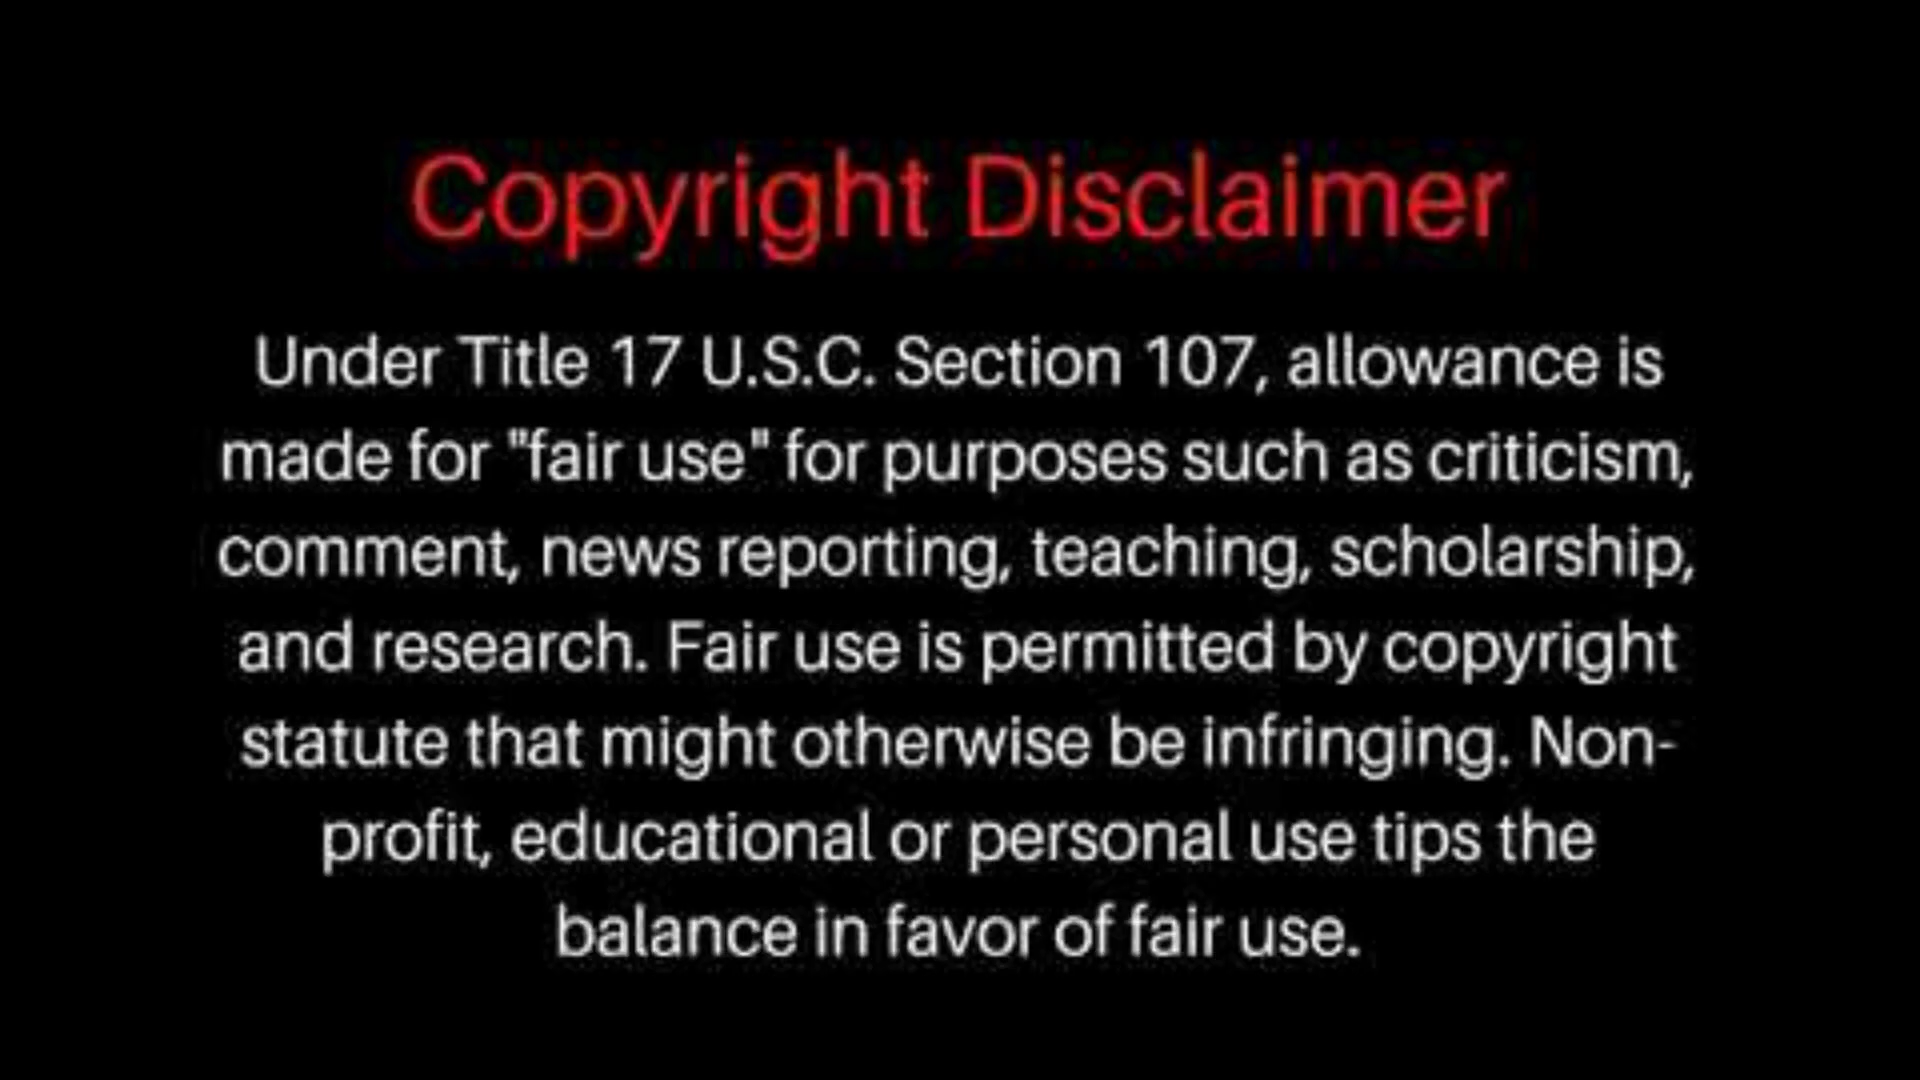 Copyright Disclaimer
Under Title 17 U.S.C. Section 107, allowance is
made for "fair use" for purposes such as criticism,
comment, news reporting, teaching, scholarship,
and research. Fair use is permitted by copyright
statute that might otherwise be infringing. Non-
profit, educational or personal use tips the
balance in favor of fair use.